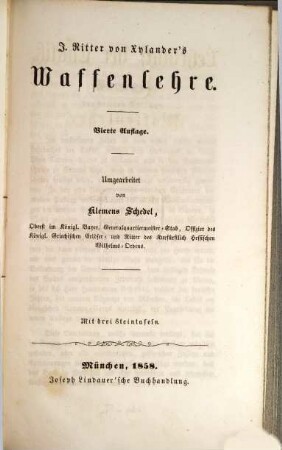 J. Ritter von Xylander's
Waffenlehre.
Vierte Auflage.
Umgearbeitet
von
Klemens Schedel,
Oberst im Königl. Bayer. Generalquartiermeister-Stab, Offizier des
Königl. Griechischen Erlöser- und Ritter des Kurfürstlich Hessischen
Wilhelms-Ordens.
Mit drei Steintafeln.
München, 1858.
Joseph Lindauer'sche Buchhandlung.